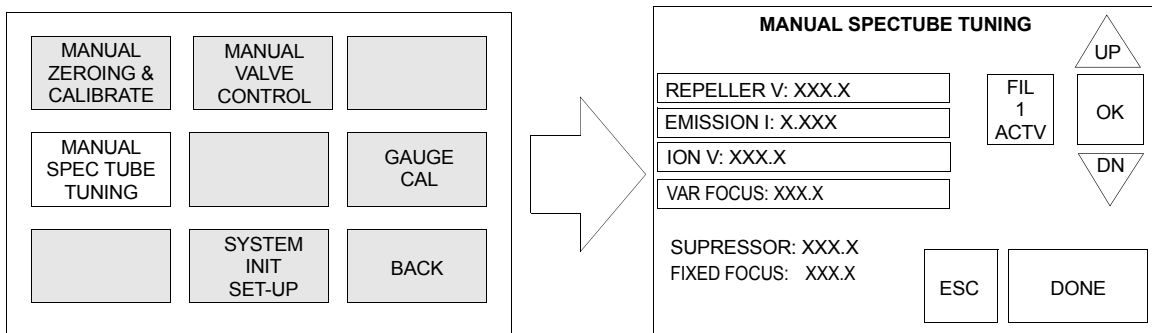 MANUAL
ZEROING &
CALIBRATE
MANUAL
VALVE
CONTROL
MANUAL
SPEC TUBE
TUNING
GAUGE
CAL
SYSTEM
INIT
SET-UP
BACK
MANUAL SPECTUBE TUNING
UP
REPELLER V: XXX.X
EMISSION I: X.XXX
ION V: XXX.X
VAR FOCUS: XXX.X
FIL
1
ACTV
OK
DN
SUPRESSOR: XXX.X
FIXED FOCUS: XXX.X
ESC
DONE